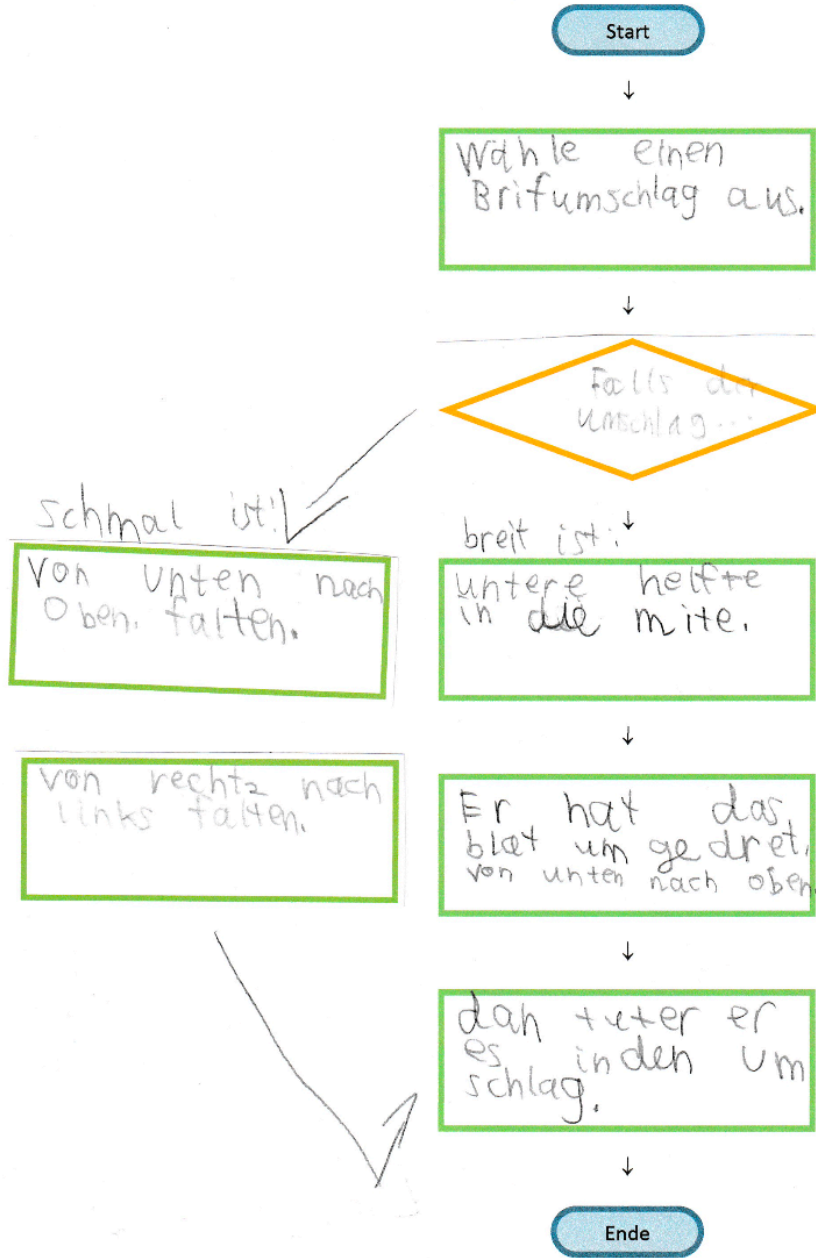 Start
↓
Wähle einen
Brifumschlag aus.
↓
Falls der
umschlag...
↓
schmal ist:
von unten nach
Oben. falten.
von rechtz nach
links falten.
breit ist:
untere helfte
in die mite.
↓
Er hat das
blat um gedret.
von unten nach oben.
↓
dan tuter er
es inden um
schlag.
↓
Ende